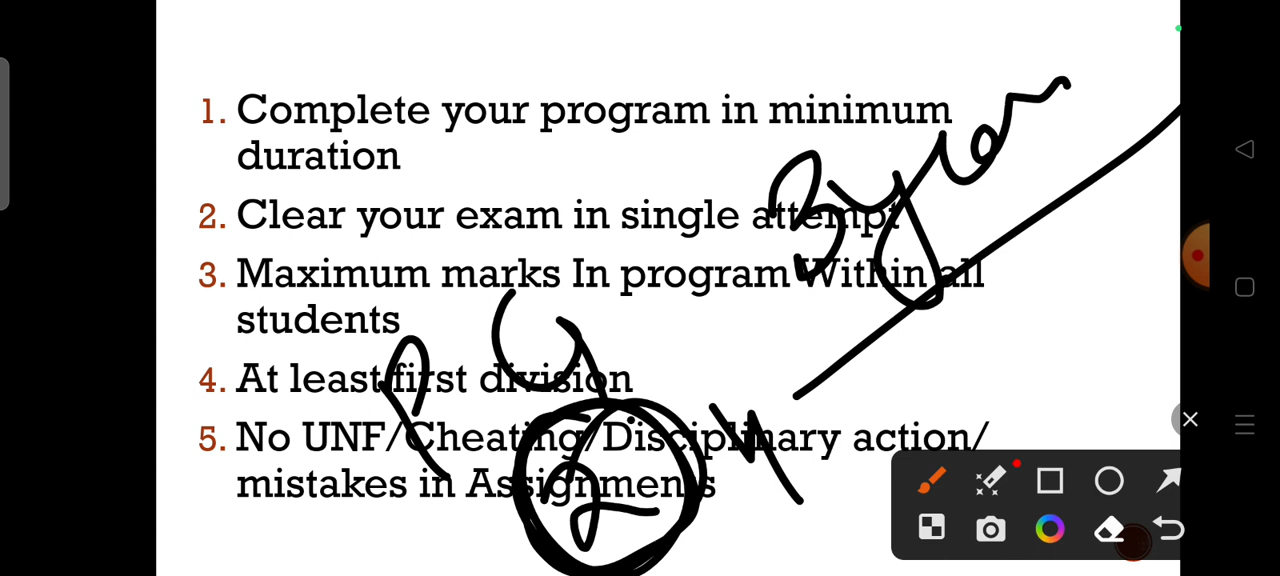 1. Complete your program in minimum
duration
2. Clear your exam in single attempt
3. Maximum marks In program Within all
students
4. At least first division
5. No UNF/Cheating/Disciplinary action/
mistakes in Assignments
2